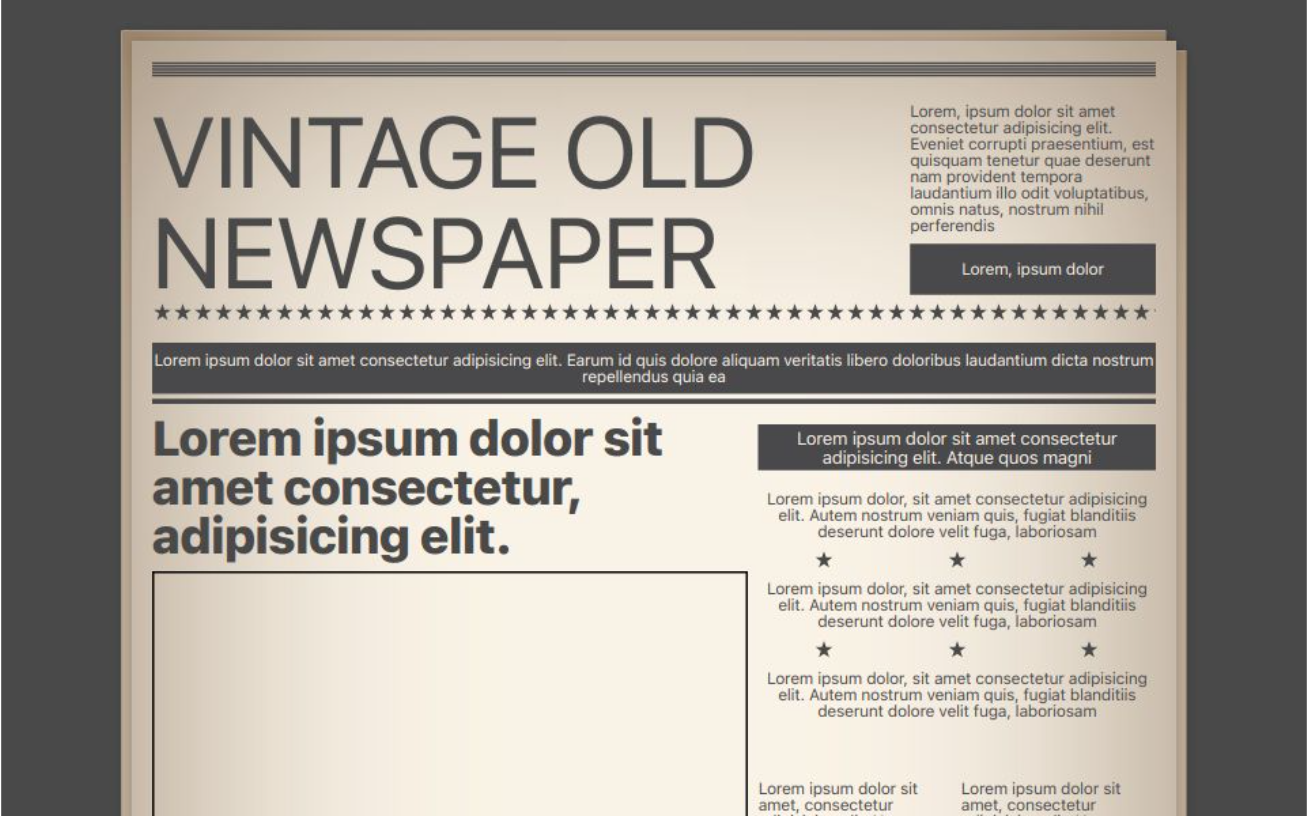 VINTAGE OLD
NEWSPAPER
Lorem, ipsum dolor sit amet
consectetur adipisicing elit.
Eveniet corrupti praesentium, est
quisquam tenetur quae deserunt
nam provident tempora
laudantium illo odit voluptatibus,
omnis natus, nostrum nihil
perferendis
Lorem, ipsum dolor
Lorem ipsum dolor sit amet consectetur adipisicing elit. Earum id quis dolore aliquam veritatis libero doloribus laudantium dicta nostrum
repellendus quia ea
Lorem ipsum dolor sit
amet consectetur,
adipisicing elit.
Lorem ipsum dolor sit amet consectetur
adipisicing elit. Atque quos magni
Lorem ipsum dolor, sit amet consectetur adipisicing
elit. Autem nostrum veniam quis, fugiat blanditiis
deserunt dolore velit fuga, laboriosam
Lorem ipsum dolor, sit amet consectetur adipisicing
elit. Autem nostrum veniam quis, fugiat blanditiis
deserunt dolore velit fuga, laboriosam
Lorem ipsum dolor, sit amet consectetur adipisicing
elit. Autem nostrum veniam quis, fugiat blanditiis
deserunt dolore velit fuga, laboriosam
Lorem ipsum dolor sit
amet, consectetur
Lorem ipsum dolor sit
amet, consectetur